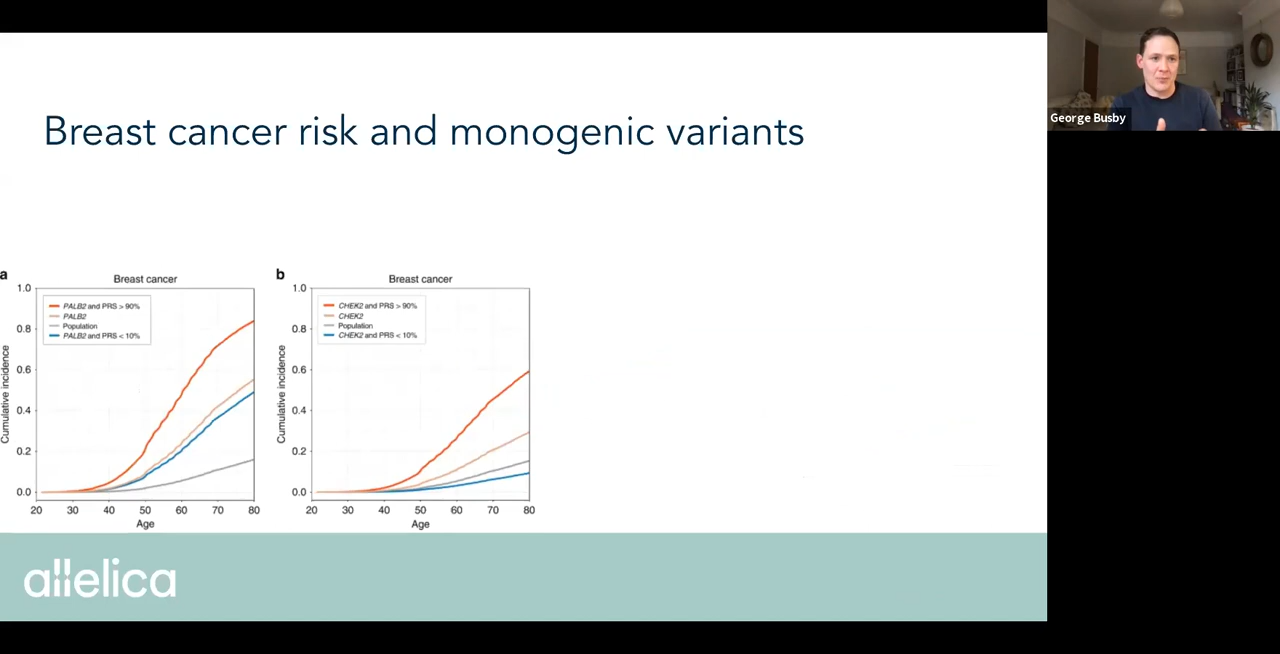 George Busby
Breast cancer risk and monogenic variants
a
Breast cancer
PALB2 and PRS > 90%
PALB2
Population
PALB2 and PRS < 10%
1.0
0.8
0.6
0.4
0.2
0.0
Cumulative incidence
20 30 40 50 60 70 80
Age
b
Breast cancer
CHEK2 and PRS > 90%
CHEK2
Population
CHEK2 and PRS < 10%
1.0
0.8
0.6
0.4
0.2
0.0
Cumulative incidence
20 30 40 50 60 70 80
Age
allelica